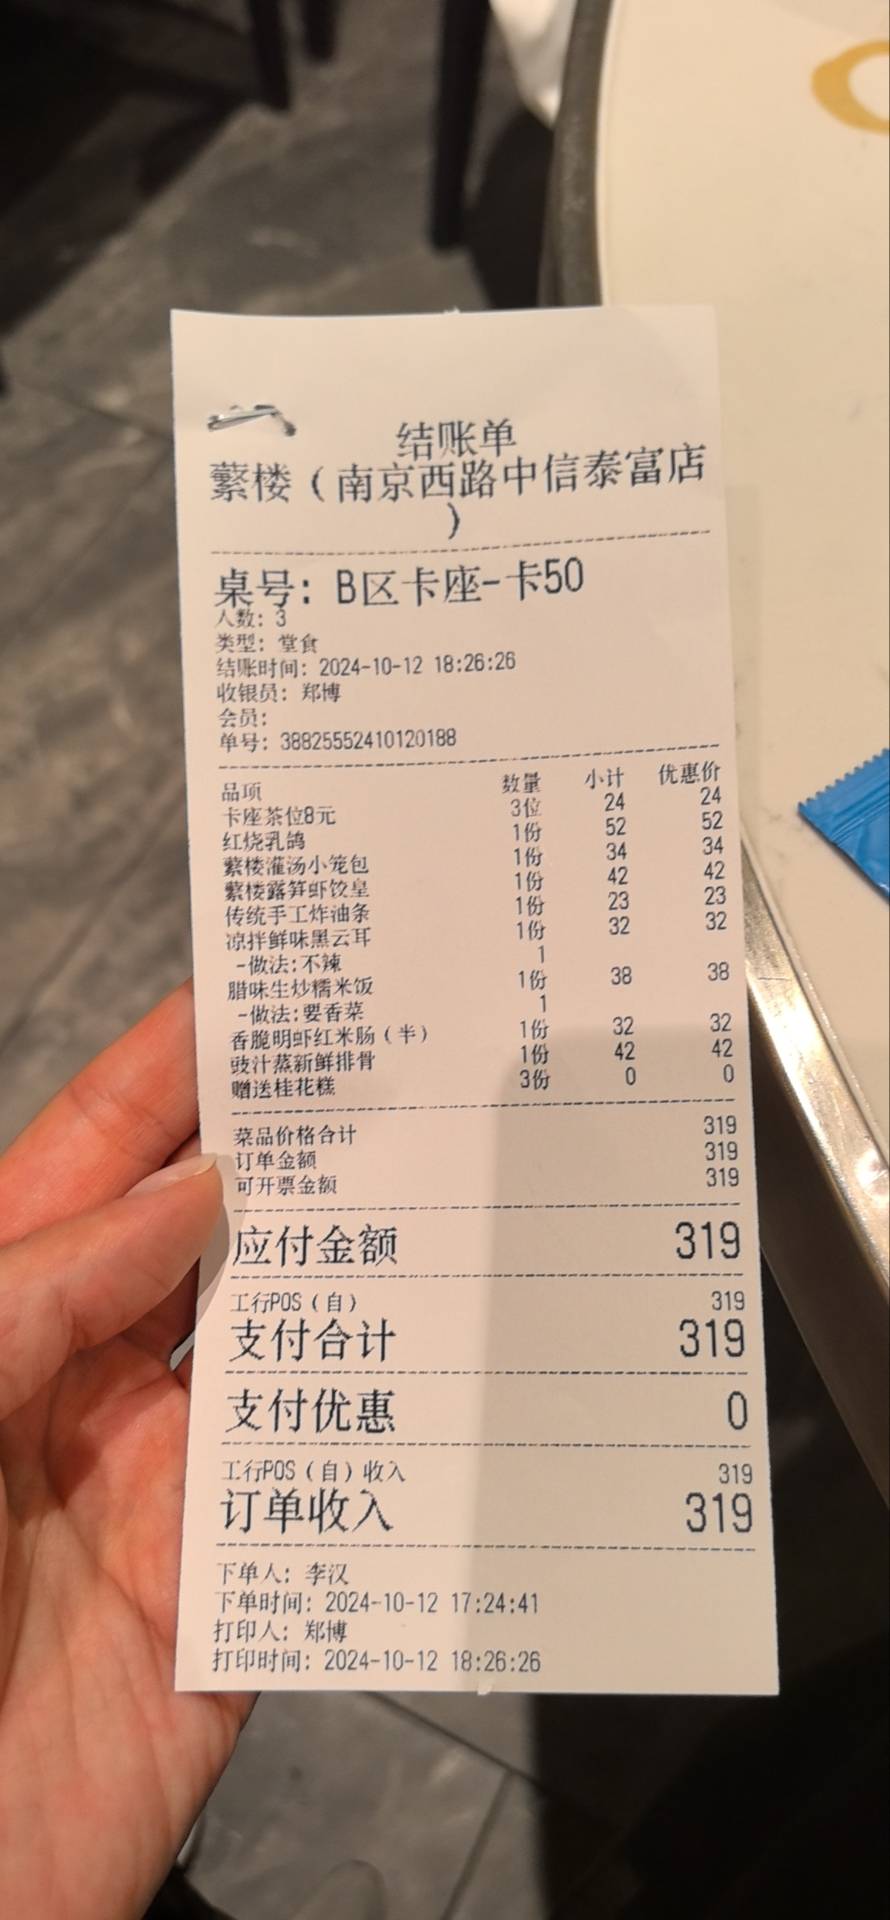 结账单
蘩楼（南京西路中信泰富店
）
桌号: B区卡座-卡50
人数: 3
类型: 堂食
结账时间: 2024-10-12 18:26:26
收银员: 郑博
会员:
单号: 38825552410120188
品项 数量 小计 优惠价
卡座茶位8元 3位 24 24
红烧乳鸽 1份 52 52
蘩楼灌汤小笼包 1份 34 34
蘩楼露笋虾饺皇 1份 42 42
传统手工炸油条 1份 23 23
凉拌鲜味黑云耳 1份 32 32
-做法:不辣 1
腊味生炒糯米饭 1份 38 38
-做法:要香菜 1
香脆明虾红米肠（半） 1份 32 32
豉汁蒸新鲜排骨 1份 42 42
赠送桂花糕 3份 0 0
菜品价格合计 319
订单金额 319
可开票金额 319
应付金额 319
工行POS（自） 319
支付合计 319
支付优惠 0
工行POS（自）收入 319
订单收入 319
下单人: 李汉
下单时间: 2024-10-12 17:24:41
打印人: 郑博
打印时间: 2024-10-12 18:26:26